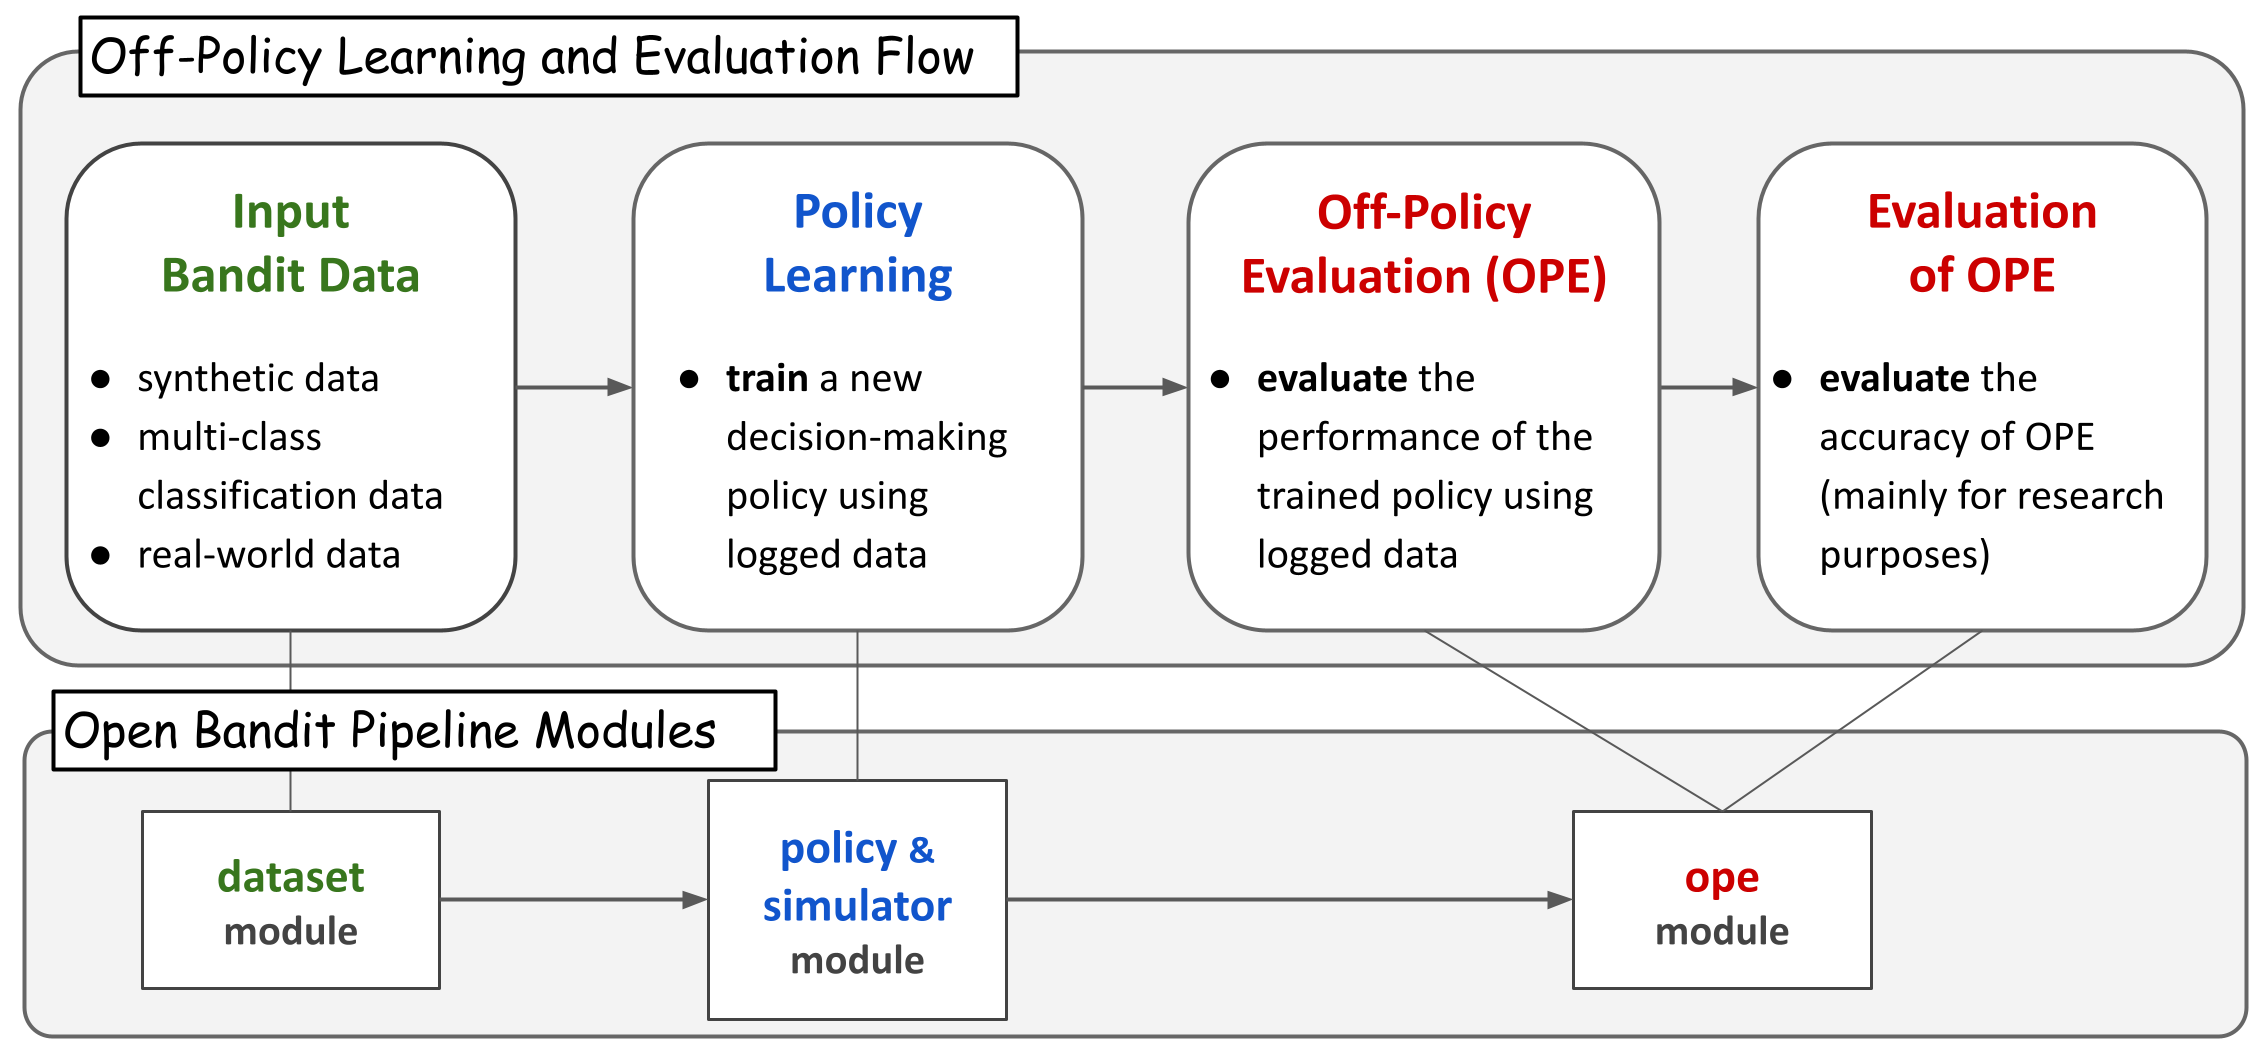 Off-Policy Learning and Evaluation Flow
Input
Bandit Data
● synthetic data
● multi-class
classification data
● real-world data
Policy
Learning
● train a new
decision-making
policy using
logged data
Off-Policy
Evaluation (OPE)
● evaluate the
performance of the
trained policy using
logged data
Evaluation
of OPE
● evaluate the
accuracy of OPE
(mainly for research
purposes)
Open Bandit Pipeline Modules
dataset
module
policy &
simulator
module
ope
module